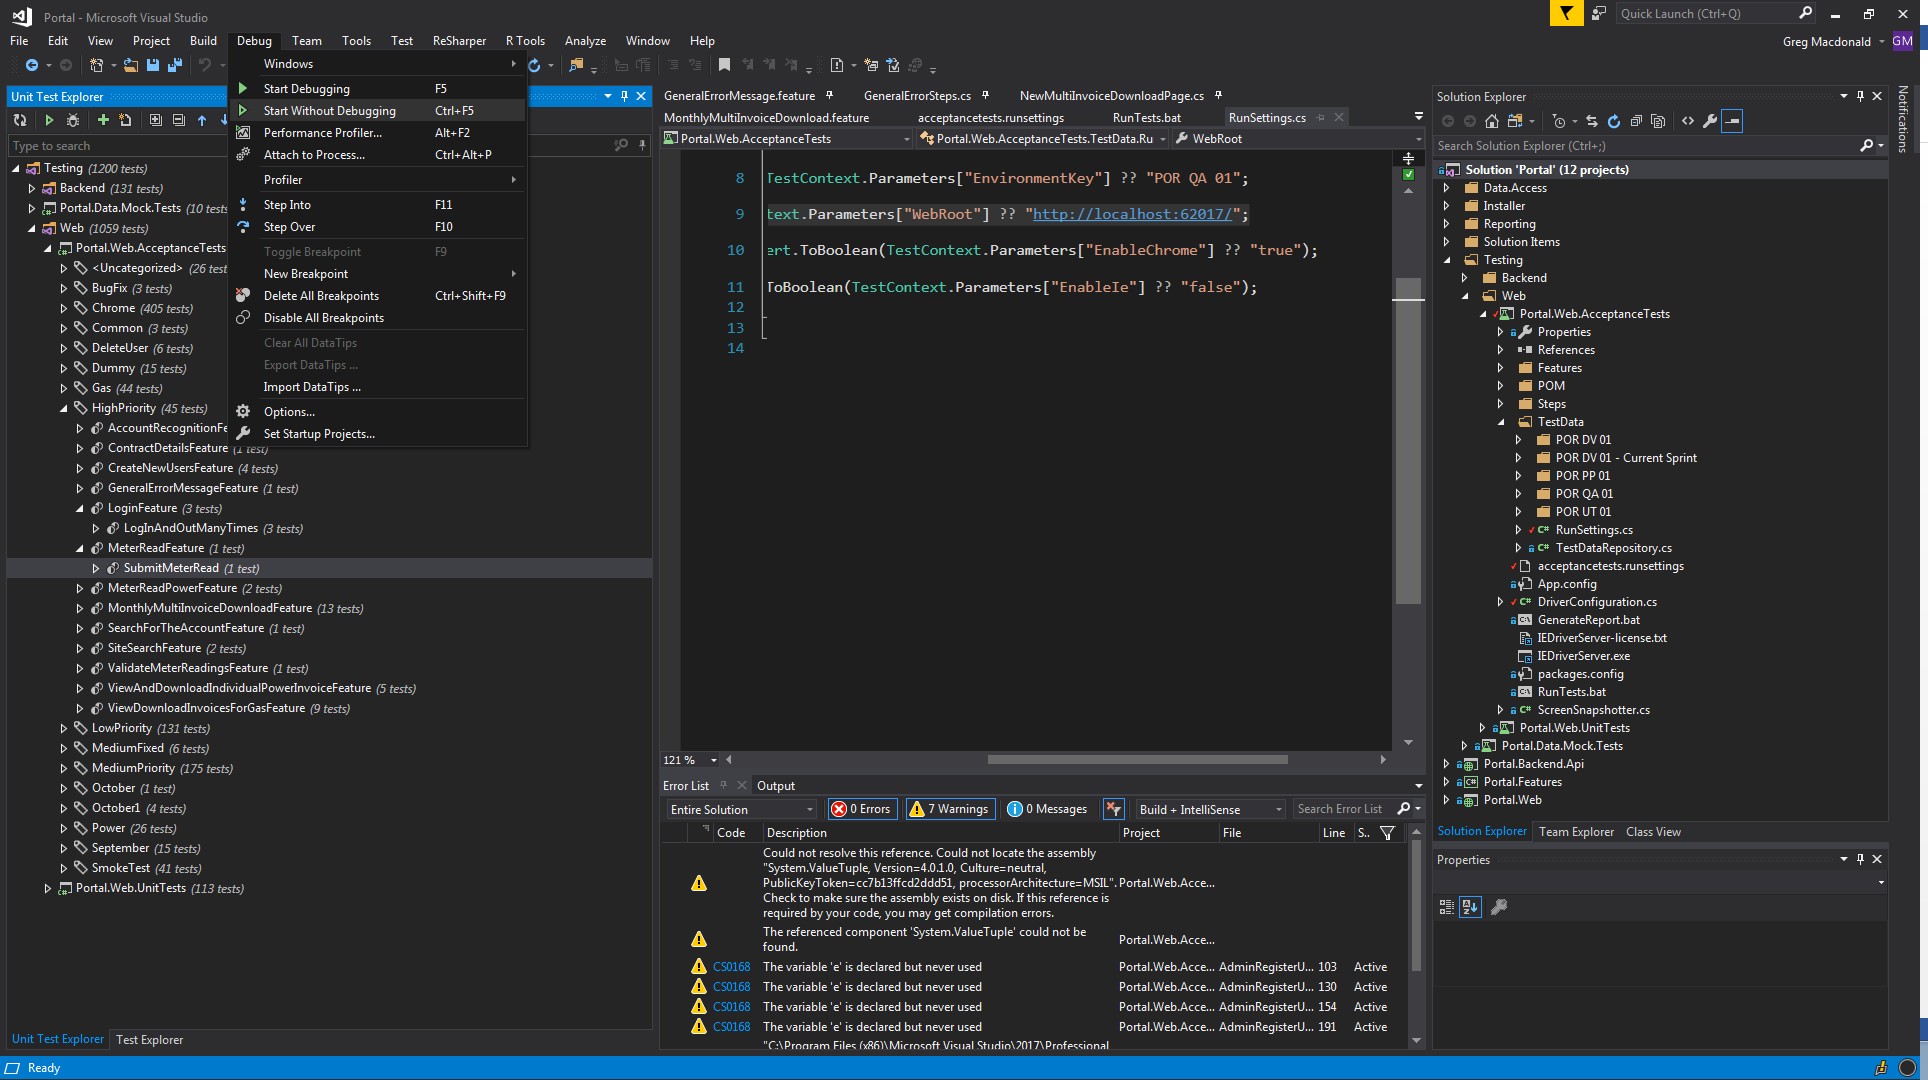 Portal - Microsoft Visual Studio
Quick Launch (Ctrl+Q)
File Edit View Project Build Debug Team Tools Test ReSharper R Tools Analyze Window Help
Greg Macdonald GM
Windows
Start Debugging F5
Start Without Debugging Ctrl+F5
Performance Profiler... Alt+F2
Attach to Process... Ctrl+Alt+P
Profiler
Step Into F11
Step Over F10
Toggle Breakpoint F9
New Breakpoint
Delete All Breakpoints Ctrl+Shift+F9
Disable All Breakpoints
Clear All DataTips
Export DataTips ...
Import DataTips ...
Options...
Set Startup Projects...
Unit Test Explorer
Type to search
Testing (1200 tests)
Backend (131 tests)
Portal.Data.Mock.Tests (10 tests
Web (1059 tests)
Portal.Web.AcceptanceTests
<Uncategorized> (26 test
BugFix (3 tests)
Chrome (405 tests)
Common (3 tests)
DeleteUser (6 tests)
Dummy (15 tests)
Gas (44 tests)
HighPriority (45 tests)
AccountRecognitionFe
ContractDetailsFeature (1 test)
CreateNewUsersFeature (4 tests)
GeneralErrorMessageFeature (1 test)
LoginFeature (3 tests)
LogInAndOutManyTimes (3 tests)
MeterReadFeature (1 test)
SubmitMeterRead (1 test)
MeterReadPowerFeature (2 tests)
MonthlyMultiInvoiceDownloadFeature (13 tests)
SearchForTheAccountFeature (1 test)
SiteSearchFeature (2 tests)
ValidateMeterReadingsFeature (1 test)
ViewAndDownloadIndividualPowerInvoiceFeature (5 tests)
ViewDownloadInvoicesForGasFeature (9 tests)
LowPriority (131 tests)
MediumFixed (6 tests)
MediumPriority (175 tests)
October (1 test)
October1 (4 tests)
Power (26 tests)
September (15 tests)
SmokeTest (41 tests)
Portal.Web.UnitTests (113 tests)
Unit Test Explorer Test Explorer
GeneralErrorMessage.feature GeneralErrorSteps.cs NewMultiInvoiceDownloadPage.cs
MonthlyMultiInvoiceDownload.feature acceptancetests.runsettings RunTests.bat RunSettings.cs
Portal.Web.AcceptanceTests Portal.Web.AcceptanceTests.TestData.Ru WebRoot
8 TestContext.Parameters["EnvironmentKey"] ?? "POR QA 01";
9 text.Parameters["WebRoot"] ?? "http://localhost:62017/";
10 ert.ToBoolean(TestContext.Parameters["EnableChrome"] ?? "true");
11 ToBoolean(TestContext.Parameters["EnableIe"] ?? "false");
12
13
14
121 %
Error List Output
Entire Solution 0 Errors 7 Warnings 0 Messages Build + IntelliSense Search Error List
Code Description Project File Line S..
Could not resolve this reference. Could not locate the assembly
"System.ValueTuple, Version=4.0.1.0, Culture=neutral,
PublicKeyToken=cc7b13ffcd2ddd51, processorArchitecture=MSIL". Portal.Web.Acce...
Check to make sure the assembly exists on disk. If this reference is
required by your code, you may get compilation errors.
The referenced component 'System.ValueTuple' could not be
found. Portal.Web.Acce...
CS0168 The variable 'e' is declared but never used Portal.Web.Acce... AdminRegisterU... 103 Active
CS0168 The variable 'e' is declared but never used Portal.Web.Acce... AdminRegisterU... 130 Active
CS0168 The variable 'e' is declared but never used Portal.Web.Acce... AdminRegisterU... 154 Active
CS0168 The variable 'e' is declared but never used Portal.Web.Acce... AdminRegisterU... 191 Active
"C:\Program Files (x86)\Microsoft Visual Studio\2017\Professional
Solution Explorer
Search Solution Explorer (Ctrl+;)
Solution 'Portal' (12 projects)
Data.Access
Installer
Reporting
Solution Items
Testing
Backend
Web
Portal.Web.AcceptanceTests
Properties
References
Features
POM
Steps
TestData
POR DV 01
POR DV 01 - Current Sprint
POR PP 01
POR QA 01
POR UT 01
RunSettings.cs
TestDataRepository.cs
acceptancetests.runsettings
App.config
DriverConfiguration.cs
GenerateReport.bat
IEDriverServer-license.txt
IEDriverServer.exe
packages.config
RunTests.bat
ScreenSnapshotter.cs
Portal.Web.UnitTests
Portal.Data.Mock.Tests
Portal.Backend.Api
Portal.Features
Portal.Web
Solution Explorer Team Explorer Class View
Properties
Notifications
Ready